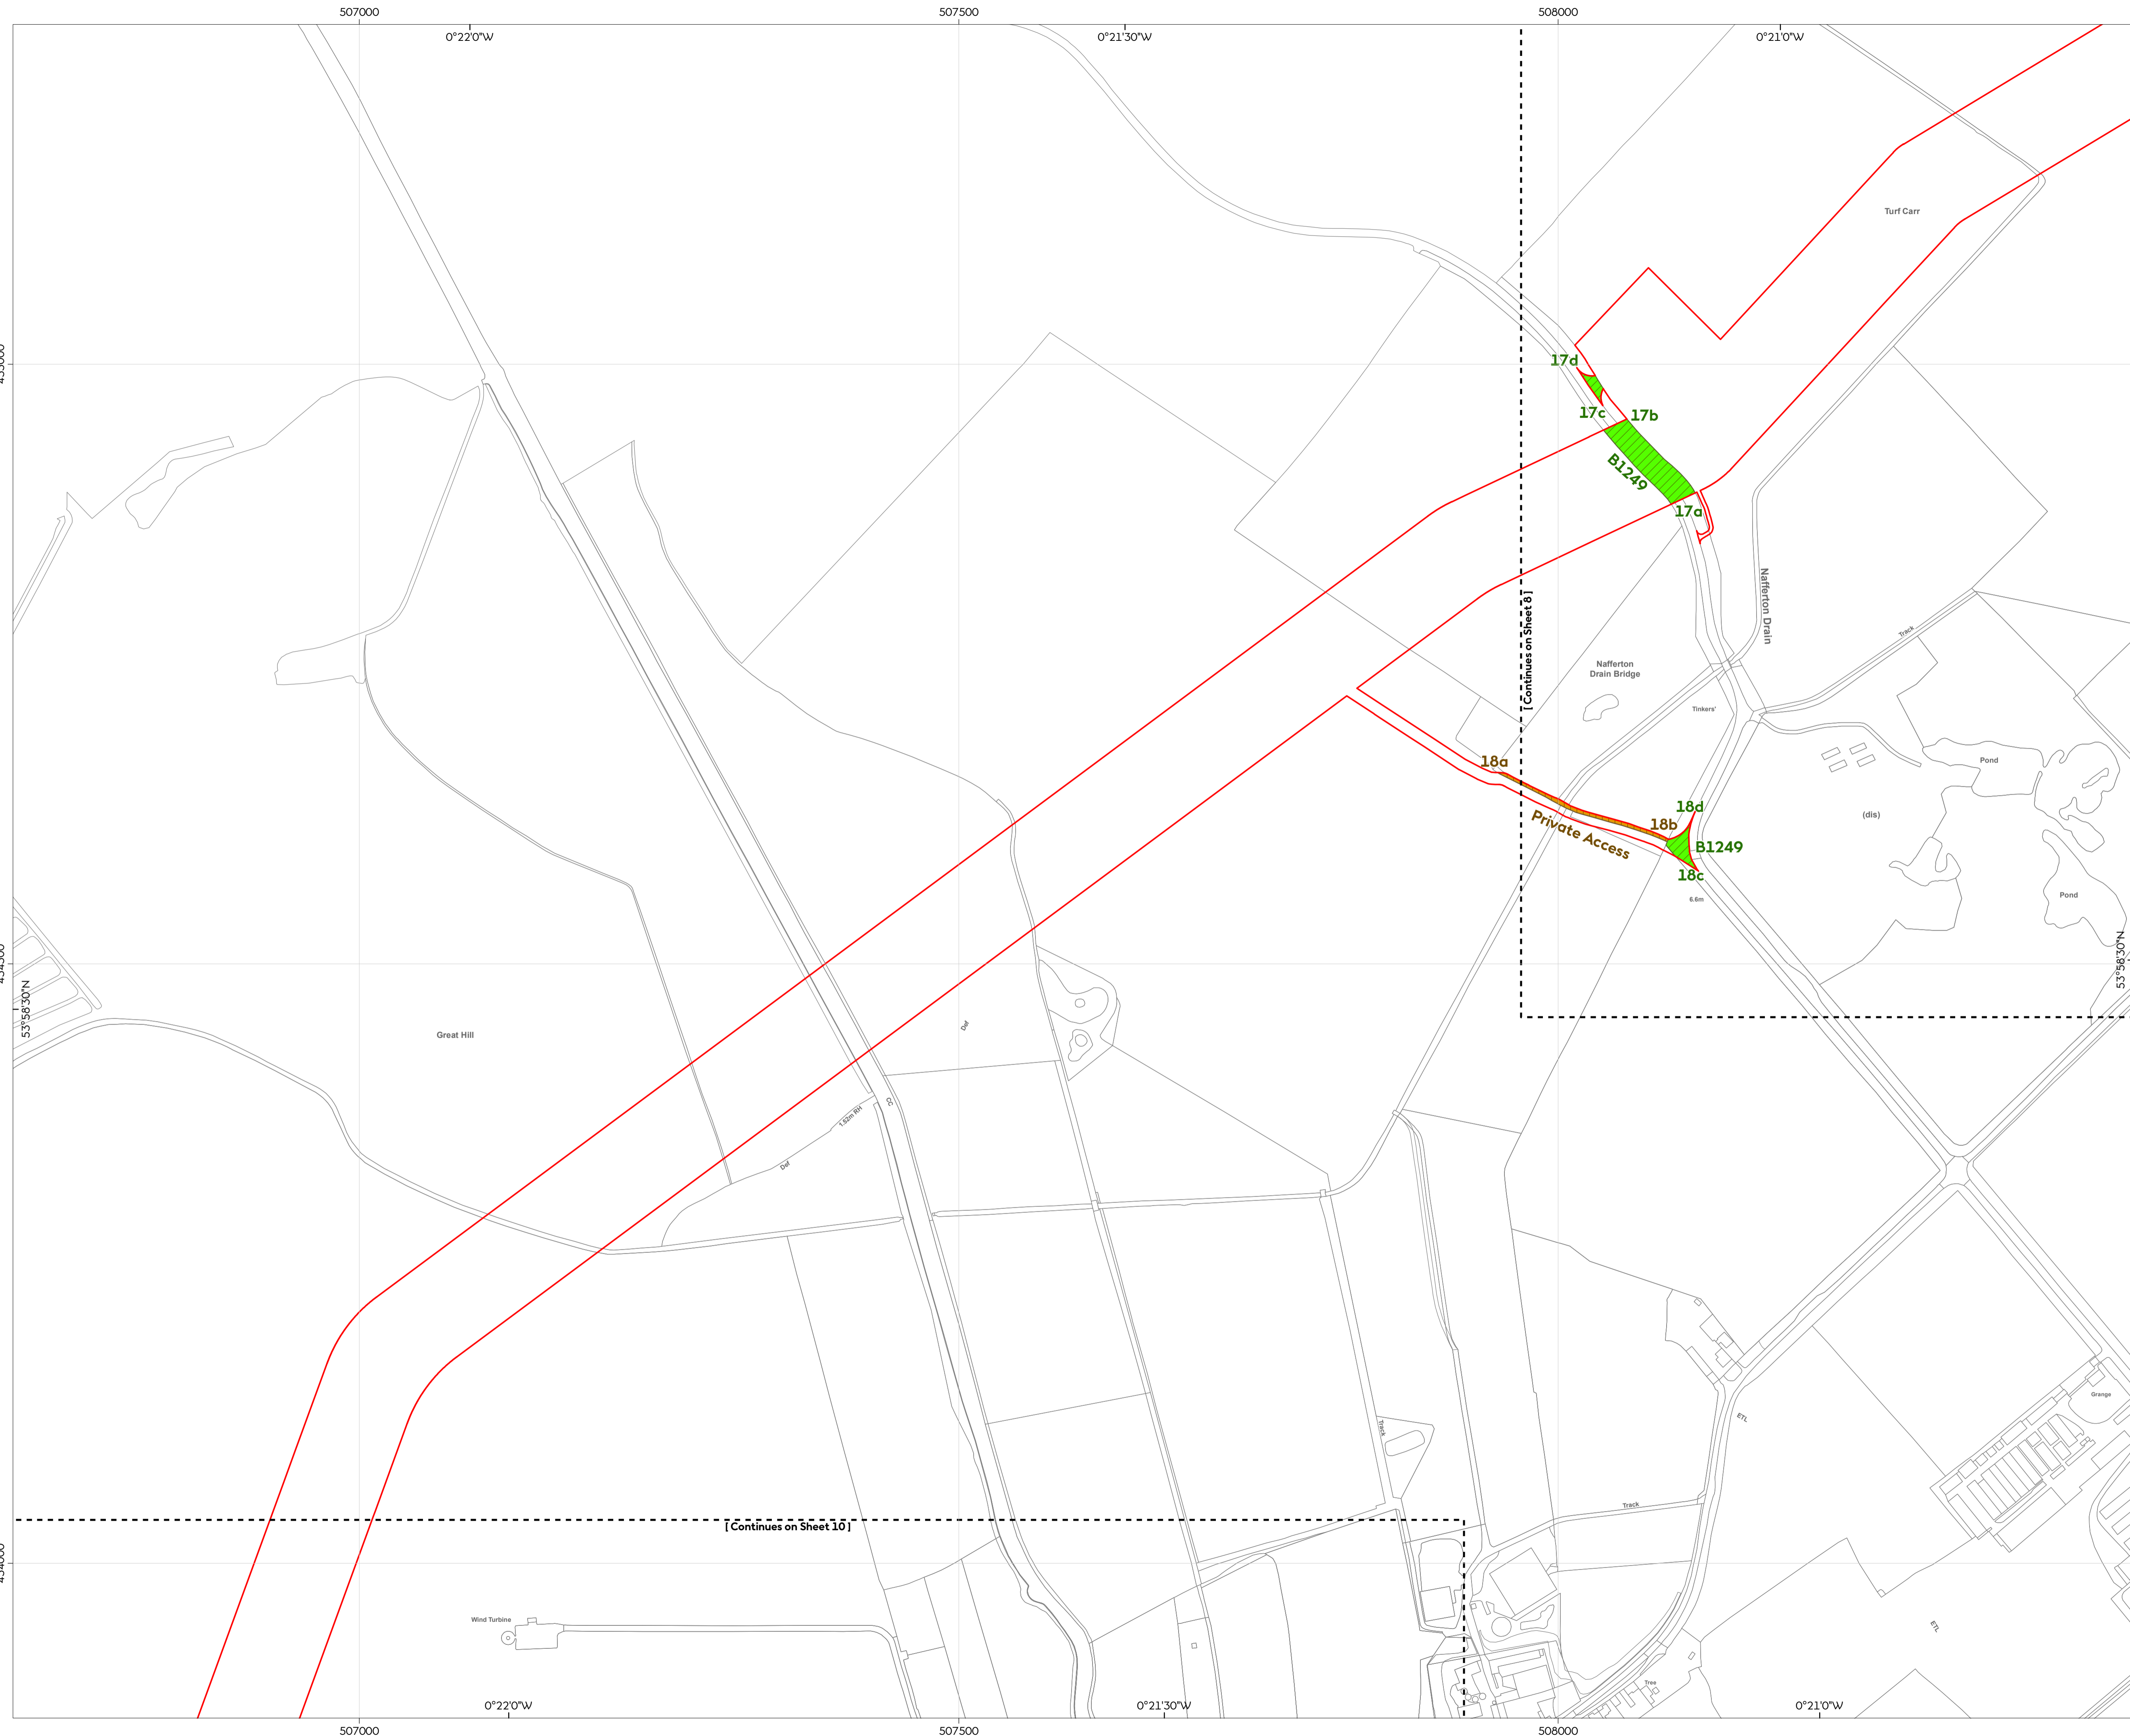 507000
507500
508000
0°22'0"W
0°21'30"W
0°21'0"W
Turf Carr
17d
17c
17b
B1249
17a
Nafferton Drain
[ Continues on Sheet 8 ]
Track
Nafferton
Drain Bridge
Tinkers'
18a
Pond
18d
18b
(dis)
Private Access
B1249
18c
Pond
6.6m
53°58'30"N
53°58'30"N
Great Hill
Def
CC
1.52m RH
Def
Grange
ETL
Track
Track
[ Continues on Sheet 10 ]
Wind Turbine
ETL
Tree
0°22'0"W
0°21'30"W
0°21'0"W
507000
507500
508000